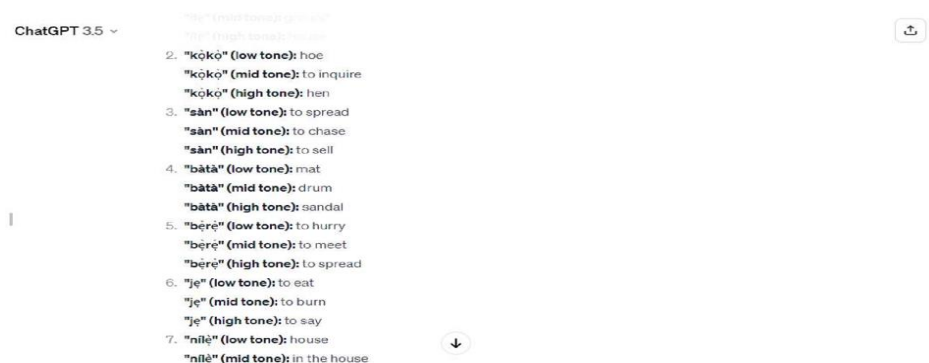 ChatGPT 3.5
2. "kọ̀kọ̀" (low tone): hoe
"kọ̀kọ̀" (mid tone): to inquire
"kọ̀kọ̀" (high tone): hen
3. "sàn" (low tone): to spread
"sàn" (mid tone): to chase
"sàn" (high tone): to sell
4. "bàtà" (low tone): mat
"bàtà" (mid tone): drum
"bàtà" (high tone): sandal
5. "bẹ̀rẹ̀" (low tone): to hurry
"bẹ̀rẹ̀" (mid tone): to meet
"bẹ̀rẹ̀" (high tone): to spread
6. "jẹ" (low tone): to eat
"jẹ" (mid tone): to burn
"jẹ" (high tone): to say
7. "nílè" (low tone): house
"nílè" (mid tone): in the house